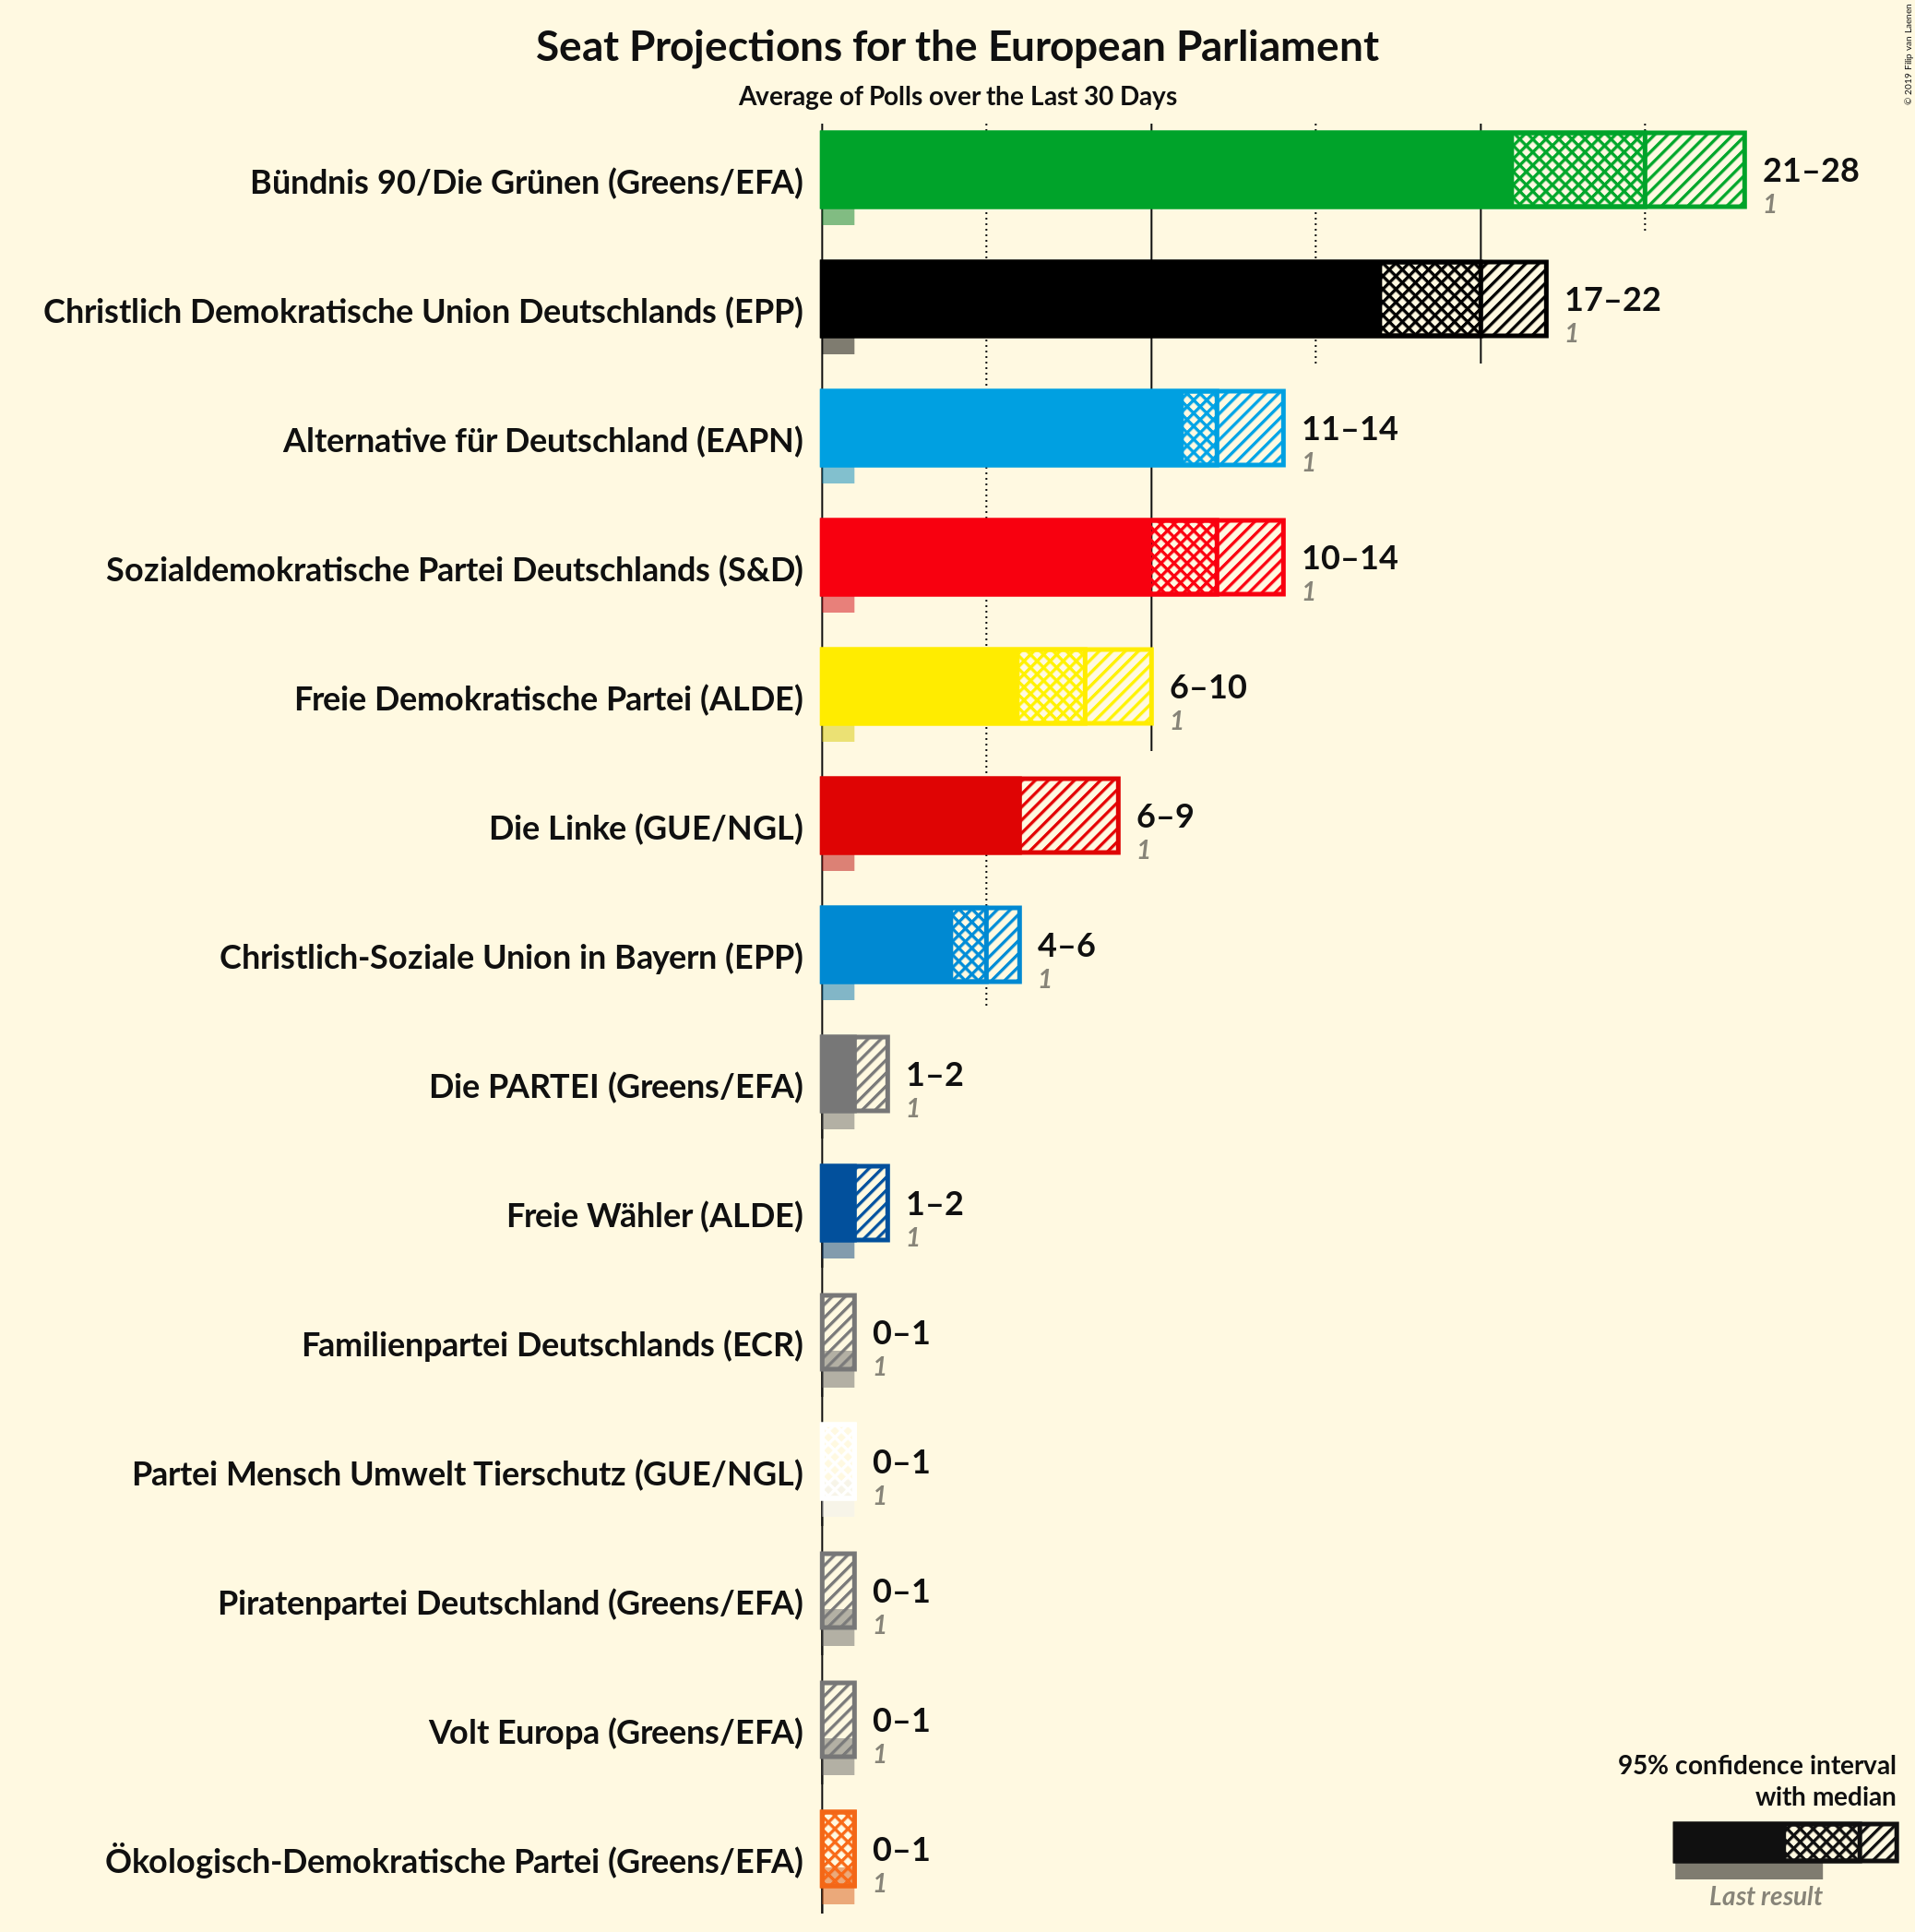 Seat Projections for the European Parliament
Average of Polls over the Last 30 Days
© 2019 Filip van Laenen
Bündnis 90/Die Grünen (Greens/EFA)
21–28
1
Christlich Demokratische Union Deutschlands (EPP)
17–22
1
Alternative für Deutschland (EAPN)
11–14
1
Sozialdemokratische Partei Deutschlands (S&D)
10–14
1
Freie Demokratische Partei (ALDE)
6–10
1
Die Linke (GUE/NGL)
6–9
1
Christlich-Soziale Union in Bayern (EPP)
4–6
1
Die PARTEI (Greens/EFA)
1–2
1
Freie Wähler (ALDE)
1–2
1
Familienpartei Deutschlands (ECR)
0–1
1
Partei Mensch Umwelt Tierschutz (GUE/NGL)
0–1
1
Piratenpartei Deutschland (Greens/EFA)
0–1
1
Volt Europa (Greens/EFA)
0–1
1
Ökologisch-Demokratische Partei (Greens/EFA)
0–1
1
95% confidence interval
with median
Last result